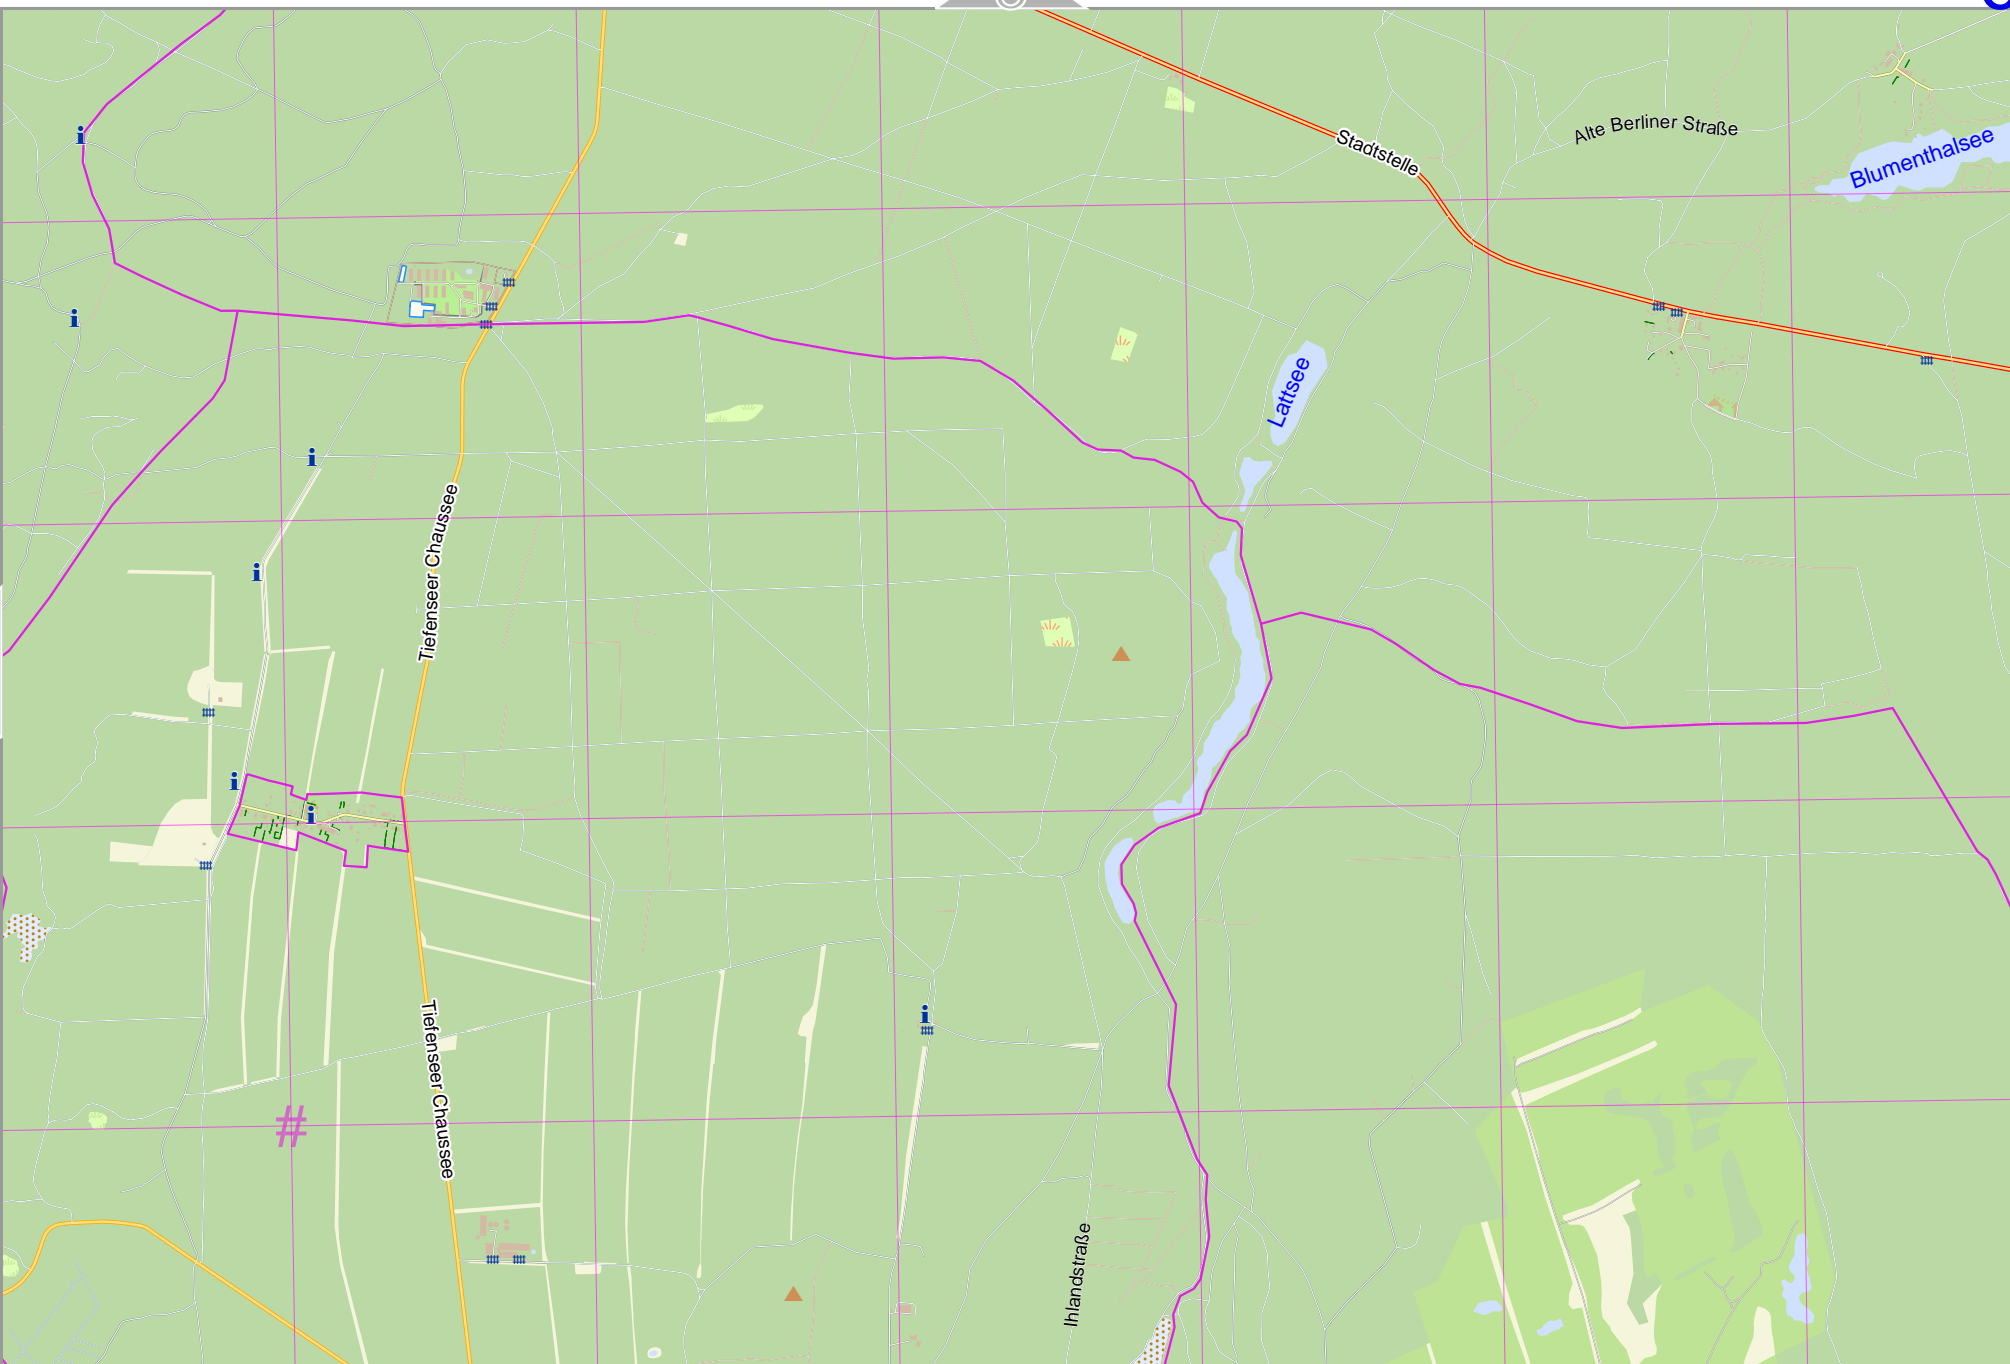 Alte Berliner Straße
Stadtstelle
Blumenthalsee
Lattsee
i
i
i
i
i
i
i
Tiefenseer Chaussee
Tiefenseer Chaussee
#
Ihlandstraße